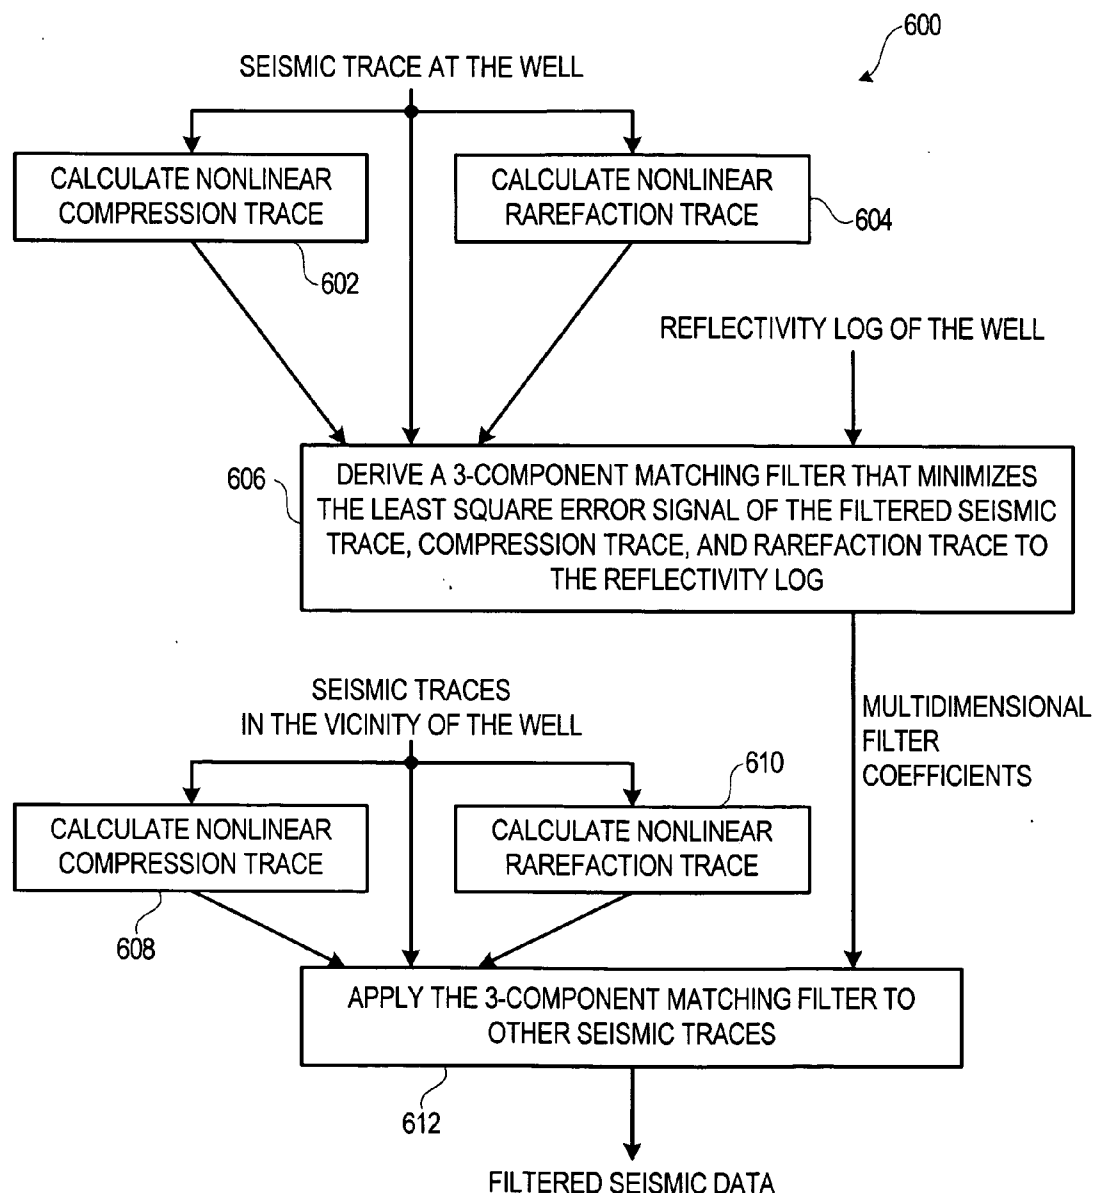 600
SEISMIC TRACE AT THE WELL
CALCULATE NONLINEAR
COMPRESSION TRACE
602
CALCULATE NONLINEAR
RAREFACTION TRACE
604
REFLECTIVITY LOG OF THE WELL
606
DERIVE A 3-COMPONENT MATCHING FILTER THAT MINIMIZES
THE LEAST SQUARE ERROR SIGNAL OF THE FILTERED SEISMIC
TRACE, COMPRESSION TRACE, AND RAREFACTION TRACE TO
THE REFLECTIVITY LOG
SEISMIC TRACES
IN THE VICINITY OF THE WELL
MULTIDIMENSIONAL
FILTER
COEFFICIENTS
CALCULATE NONLINEAR
COMPRESSION TRACE
608
610
CALCULATE NONLINEAR
RAREFACTION TRACE
APPLY THE 3-COMPONENT MATCHING FILTER TO
OTHER SEISMIC TRACES
612
FILTERED SEISMIC DATA